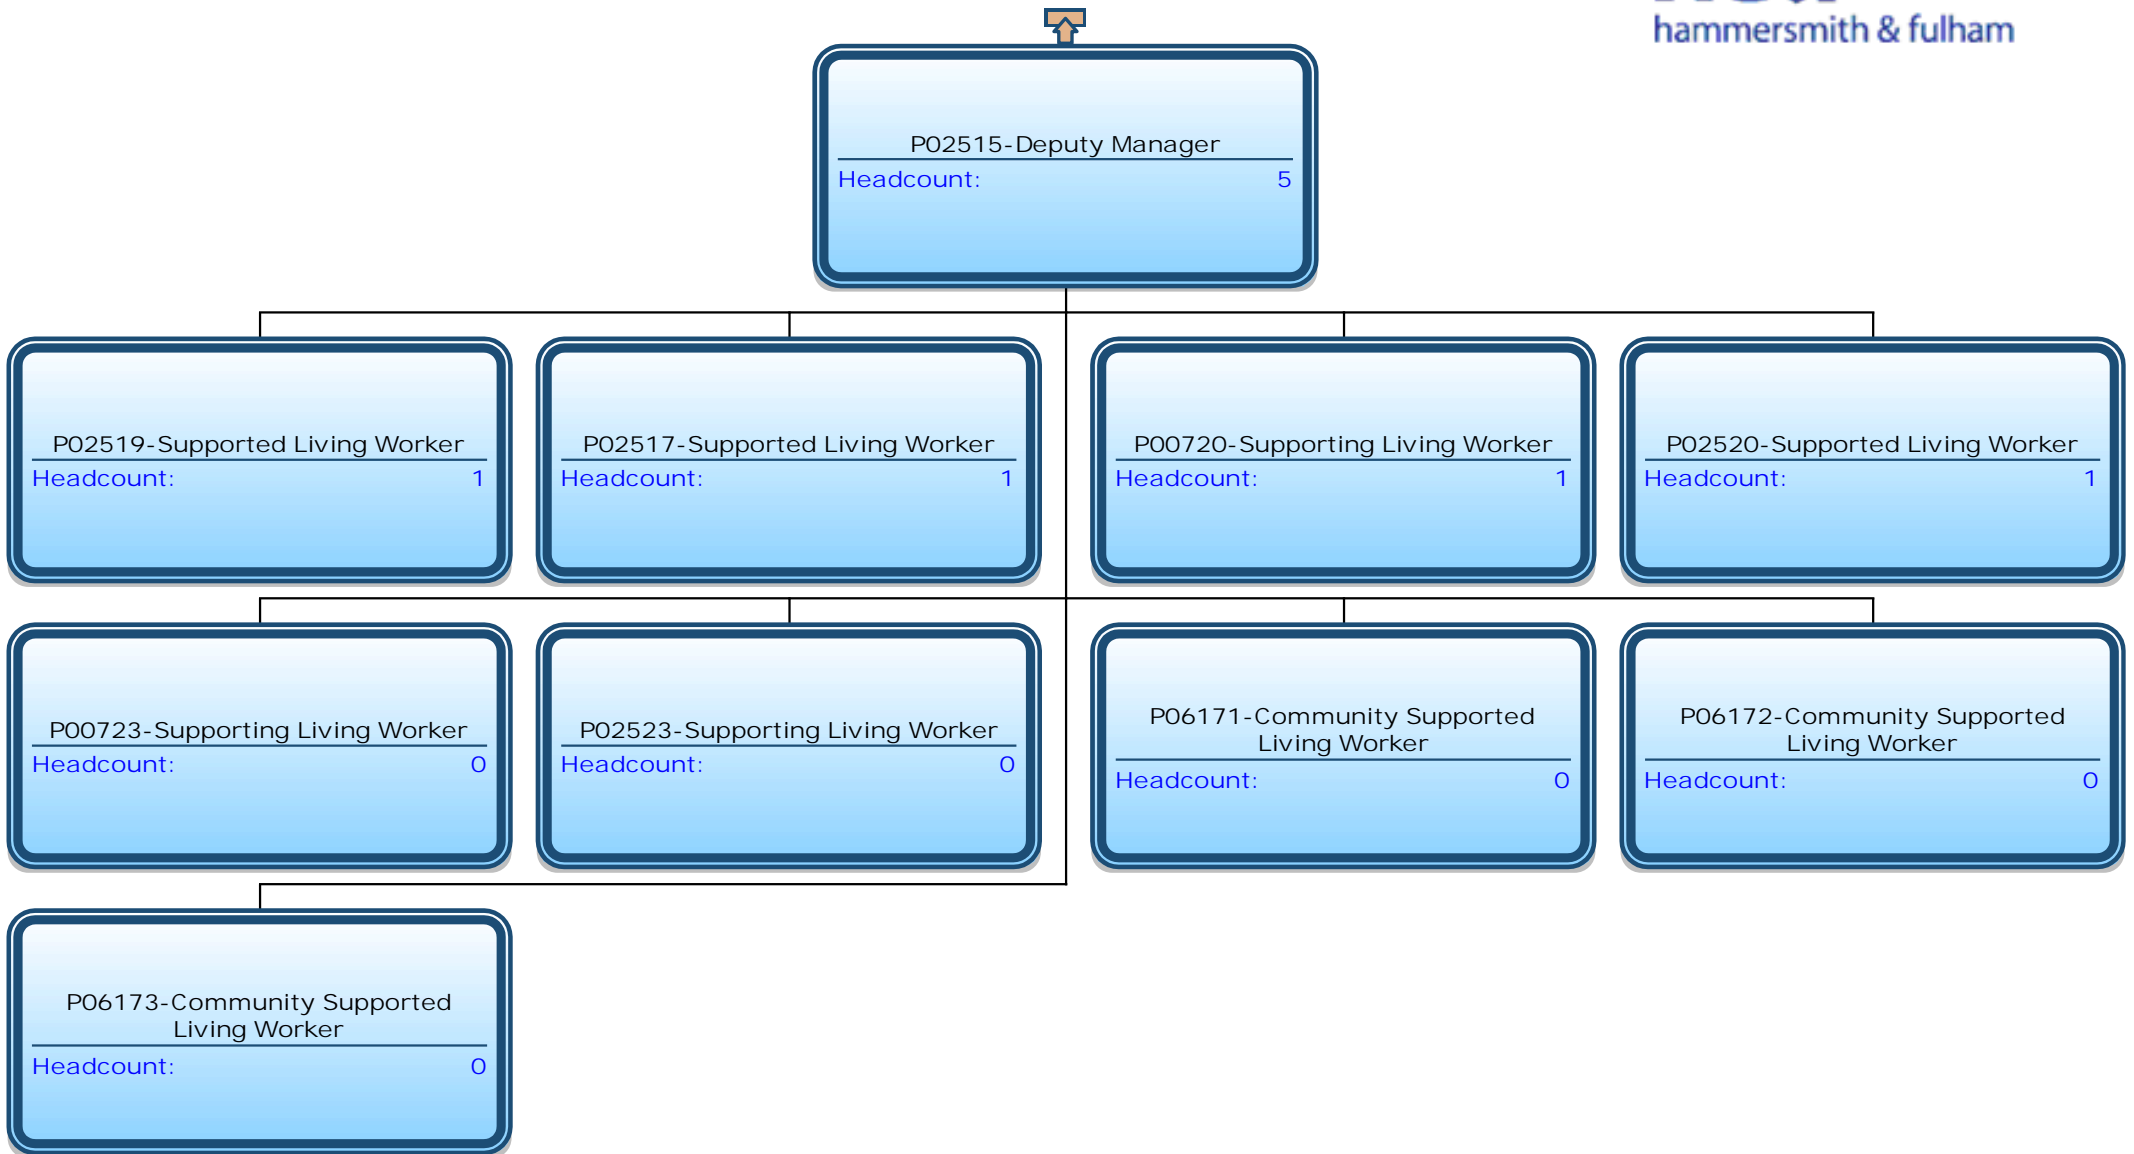 hammersmith & fulham
P02515-Deputy Manager
Headcount: 5
P02519-Supported Living Worker
Headcount: 1
P02517-Supported Living Worker
Headcount: 1
P00720-Supporting Living Worker
Headcount: 1
P02520-Supported Living Worker
Headcount: 1
P00723-Supporting Living Worker
Headcount: 0
P02523-Supporting Living Worker
Headcount: 0
P06171-Community Supported
Living Worker
Headcount: 0
P06172-Community Supported
Living Worker
Headcount: 0
P06173-Community Supported
Living Worker
Headcount: 0